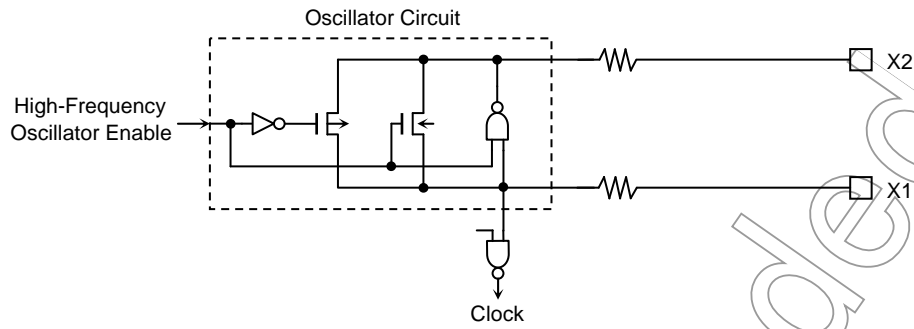 Oscillator Circuit
X2
High-Frequency
Oscillator Enable
X1
Clock